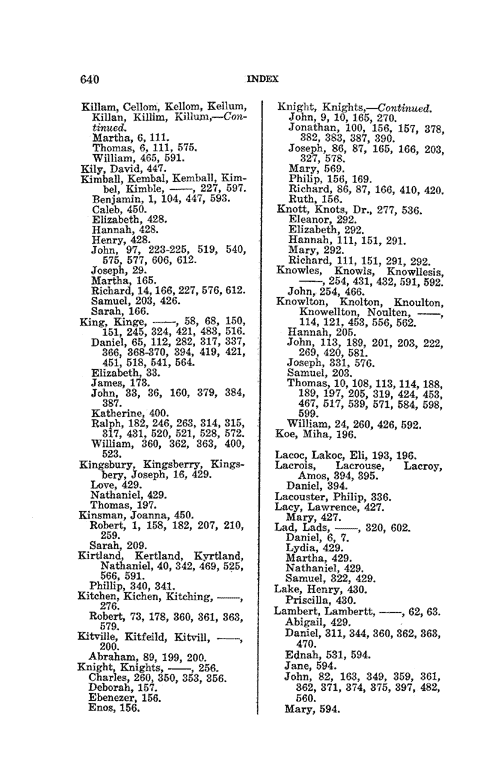 640
INDEX
Killam, Cellom, Kellom, Kellum,
Killan, Killim, Killum,—Con-
tinued.
Martha, 6, 111.
Thomas, 6, 111, 575.
William, 465, 591.
Kily, David, 447.
Kimball, Kembal, Kemball, Kim-
bel, Kimble, ——, 227, 597.
Benjamin, 1, 104, 447, 593.
Caleb, 450.
Elizabeth, 428.
Hannah, 428.
Henry, 428.
John, 97, 223-225, 519, 540,
575, 577, 606, 612.
Joseph, 29.
Martha, 165.
Richard, 14, 166, 227, 576, 612.
Samuel, 203, 426.
Sarah, 166.
King, Kinge, ——, 58, 68, 150,
151, 245, 324, 421, 483, 516.
Daniel, 65, 112, 282, 317, 337,
366, 368-370, 394, 419, 421,
451, 518, 541, 564.
Elizabeth, 33.
James, 173.
John, 33, 36, 160, 379, 384,
387.
Katherine, 400.
Ralph, 182, 246, 263, 314, 315,
317, 431, 520, 521, 528, 572.
William, 360, 362, 363, 400,
523.
Kingsbury, Kingsberry, Kings-
bery, Joseph, 16, 429.
Love, 429.
Nathaniel, 429.
Thomas, 197.
Kinsman, Joanna, 450.
Robert, 1, 158, 182, 207, 210,
259.
Sarah, 209.
Kirtland, Kertland, Kyrtland,
Nathaniel, 40, 342, 469, 525,
566, 591.
Phillip, 340, 341.
Kitchen, Kichen, Kitching, ——,
276.
Robert, 73, 178, 360, 361, 363,
579.
Kitville, Kitfeild, Kitvill, ——,
200.
Abraham, 89, 199, 200.
Knight, Knights, ——, 256.
Charles, 260, 350, 353, 356.
Deborah, 157.
Ebenezer, 156.
Enos, 156.
Knight, Knights,—Continued.
John, 9, 10, 165, 270.
Jonathan, 100, 156, 157, 378,
382, 383, 387, 390.
Joseph, 86, 87, 165, 166, 203,
327, 578.
Mary, 569.
Philip, 156, 169.
Richard, 86, 87, 166, 410, 420.
Ruth, 156.
Knott, Knots, Dr., 277, 536.
Eleanor, 292.
Elizabeth, 292.
Hannah, 111, 151, 291.
Mary, 292.
Richard, 111, 151, 291, 292.
Knowles, Knowls, Knowllesis,
——, 254, 431, 432, 591, 592.
John, 254, 466.
Knowlton, Knolton, Knoulton,
Knowellton, Noulten, ——,
114, 121, 453, 556, 562.
Hannah, 205.
John, 113, 189, 201, 203, 222,
269, 420, 581.
Joseph, 331, 576.
Samuel, 203.
Thomas, 10, 108, 113, 114, 188,
189, 197, 205, 319, 424, 453,
467, 517, 539, 571, 584, 598,
599.
William, 24, 260, 426, 592.
Koe, Miha, 196.
Lacoc, Lakoc, Eli, 193, 196.
Lacrois, Lacrouse, Lacroy,
Amos, 394, 395.
Daniel, 394.
Lacouster, Philip, 336.
Lacy, Lawrence, 427.
Mary, 427.
Lad, Lads, ——, 320, 602.
Daniel, 6, 7.
Lydia, 429.
Martha, 429.
Nathaniel, 429.
Samuel, 322, 429.
Lake, Henry, 430.
Priscilla, 430.
Lambert, Lambertt, ——, 62, 63.
Abigail, 429.
Daniel, 311, 344, 360, 362, 363,
470.
Ednah, 531, 594.
Jane, 594.
John, 82, 163, 349, 359, 361,
362, 371, 374, 375, 397, 482,
560.
Mary, 594.